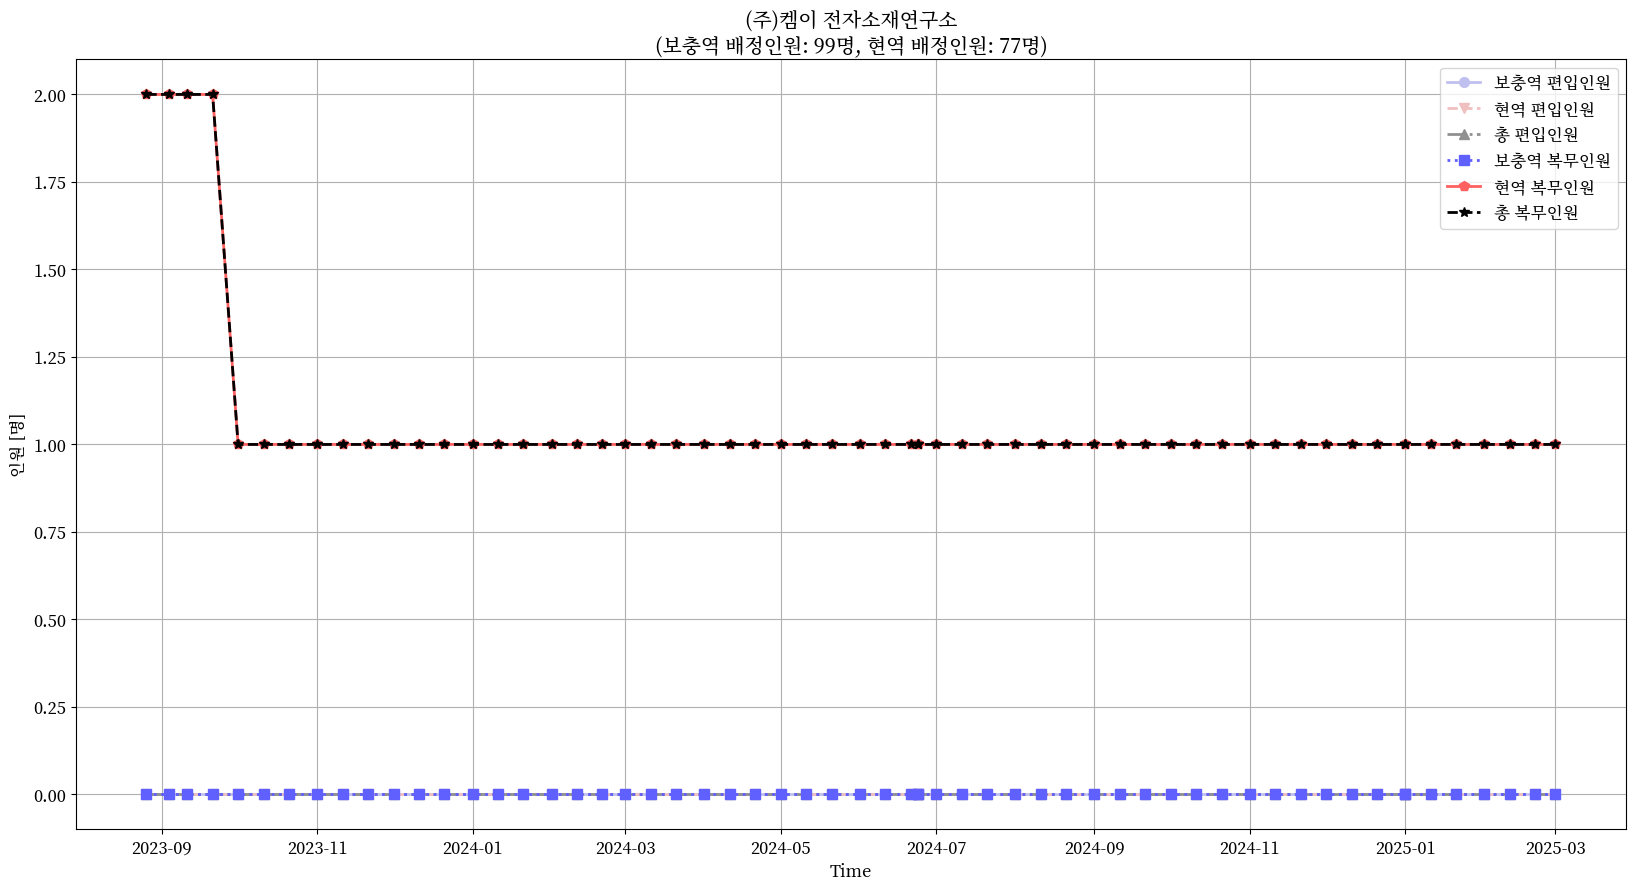 (주)켐이 전자소재연구소
(보충역 배정인원: 99명, 현역 배정인원: 77명)
보충역 편입인원
현역 편입인원
총 편입인원
보충역 복무인원
현역 복무인원
총 복무인원
인원 [명]
2.00
1.75
1.50
1.25
1.00
0.75
0.50
0.25
0.00
2023-09 2023-11 2024-01 2024-03 2024-05 2024-07 2024-09 2024-11 2025-01 2025-03
Time